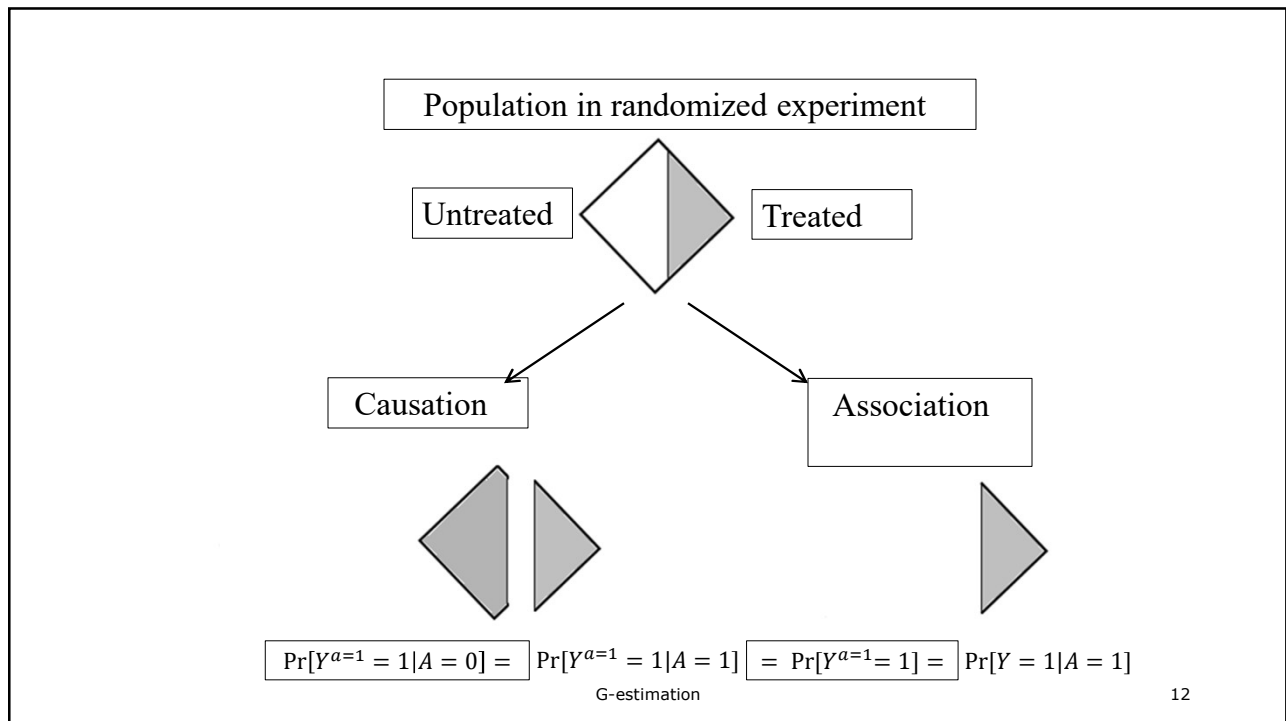 Population in randomized experiment
Untreated
Treated
Causation
Association
Pr[Y^{a=1} = 1|A = 0] = Pr[Y^{a=1} = 1|A = 1] = Pr[Y^{a=1} = 1] = Pr[Y = 1|A = 1]
G-estimation
12